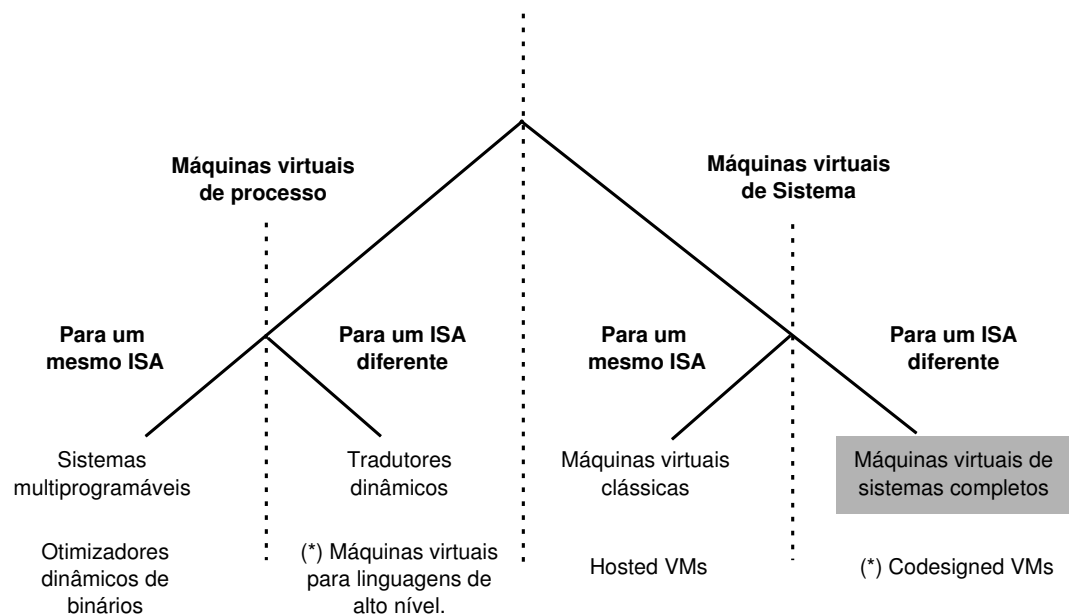 Máquinas virtuais
de processo
Máquinas virtuais
de Sistema
Para um
mesmo ISA
Para um ISA
diferente
Para um
mesmo ISA
Para um ISA
diferente
Sistemas
multiprogramáveis
Tradutores
dinâmicos
Máquinas virtuais
clássicas
Máquinas virtuais de
sistemas completos
Otimizadores
dinâmicos de
binários
(*) Máquinas virtuais
para linguagens de
alto nível.
Hosted VMs
(*) Codesigned VMs